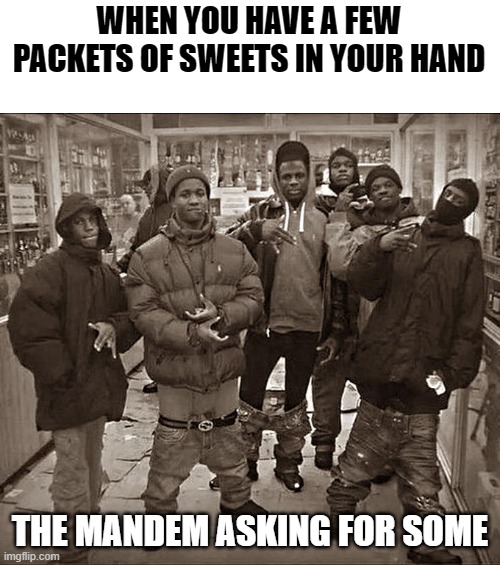 WHEN YOU HAVE A FEW
PACKETS OF SWEETS IN YOUR HAND
THE MANDEM ASKING FOR SOME
imgflip.com